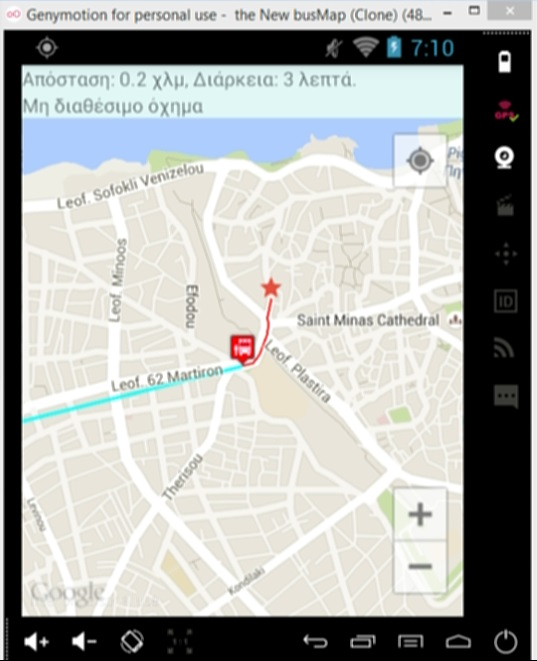 Genymotion for personal use - the New busMap (Clone) (48...
7:10
Απόσταση: 0.2 χλμ, Διάρκεια: 3 λεπτά.
Μη διαθέσιμο όχημα
GPS
Leof. Sofokli Venizelou
Leof. Minoos
Efodou
Saint Minas Cathedral
Leof. Plastira
Leof. 62 Martiron
Therisou
Kondilaki
Google
ID
1:1